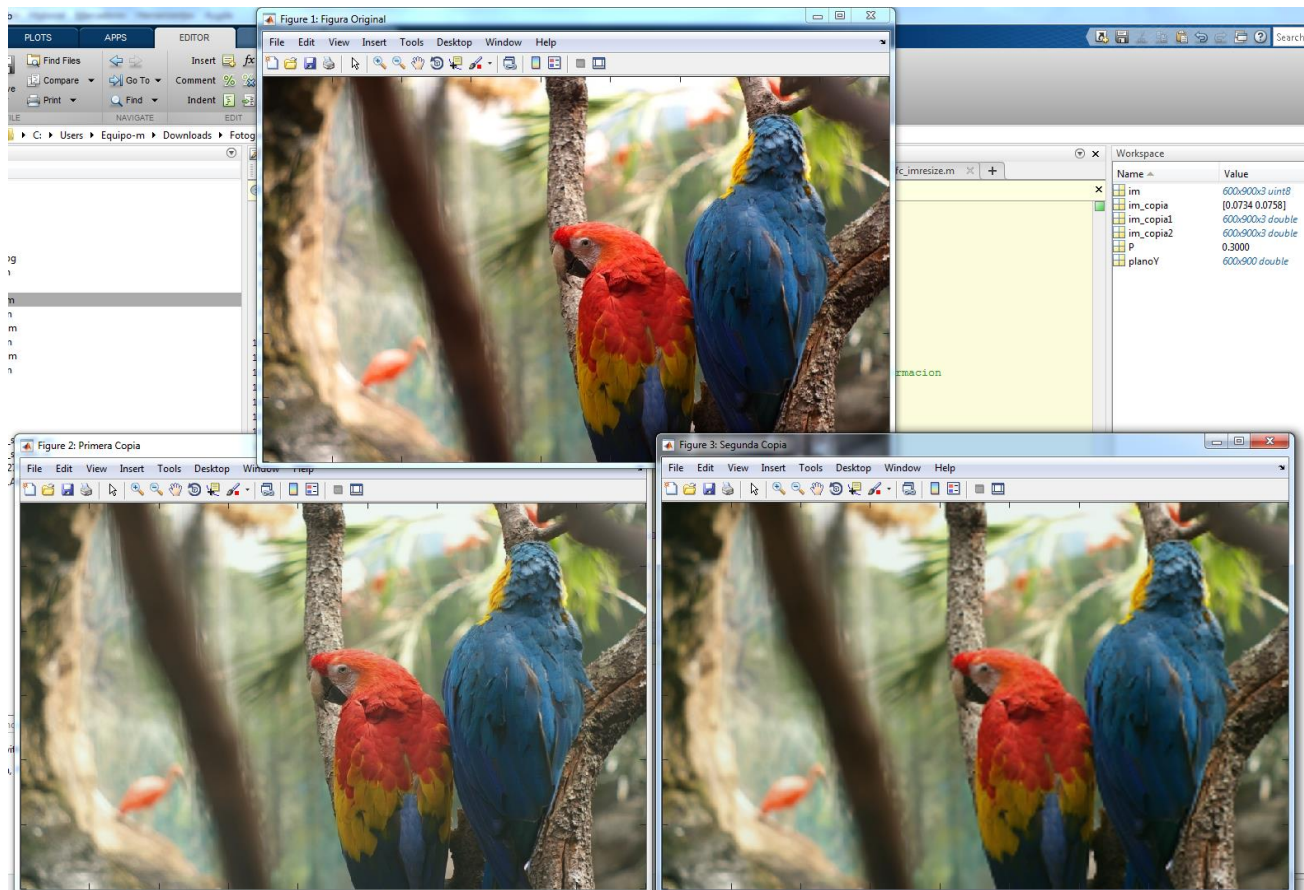 Figure 1: Figura Original
File Edit View Insert Tools Desktop Window Help
PLOTS APPS EDITOR
Search
Find Files
Insert fx
Compare Go To Comment %
Print Find Indent
NAVIGATE EDIT
C: Users Equipo-m Downloads Fotog
fc_imresize.m
rmacion
Workspace
Name Value
im 600x900x3 uint8
im_copia [0.0734 0.0758]
im_copia1 600x900x3 double
im_copia2 600x900x3 double
P 0.3000
planoY 600x900 double
Figure 2: Primera Copia
File Edit View Insert Tools Desktop Window Help
Figure 3: Segunda Copia
File Edit View Insert Tools Desktop Window Help